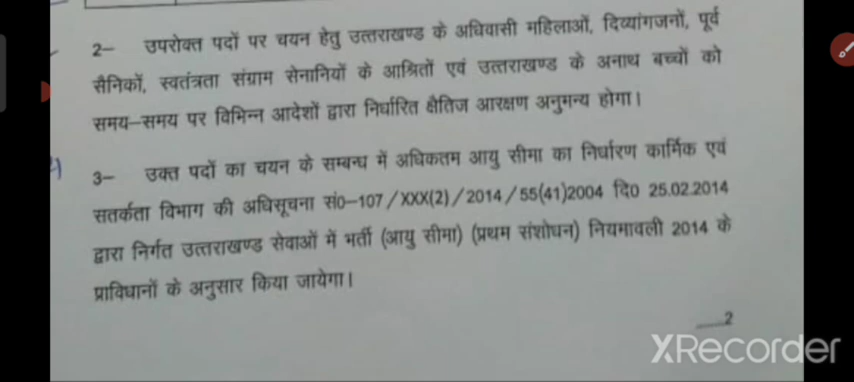 2– उपरोक्त पदों पर चयन हेतु उत्तराखण्ड के अधिवासी महिलाओं, दिव्यांगजनों, पूर्व
सैनिकों, स्वतंत्रता संग्राम सेनानियों के आश्रितों एवं उत्तराखण्ड के अनाथ बच्चों को
समय–समय पर विभिन्न आदेशों द्वारा निर्धारित क्षैतिज आरक्षण अनुमन्य होगा।
3– उक्त पदों का चयन के सम्बन्ध में अधिकतम आयु सीमा का निर्धारण कार्मिक एवं
सतर्कता विभाग की अधिसूचना सं0–107/XXX(2)/2014/55(41)2004 दि0 25.02.2014
द्वारा निर्गत उत्तराखण्ड सेवाओं में भर्ती (आयु सीमा) (प्रथम संशोधन) नियमावली 2014 के
प्राविधानों के अनुसार किया जायेगा।
......2
XRecorder